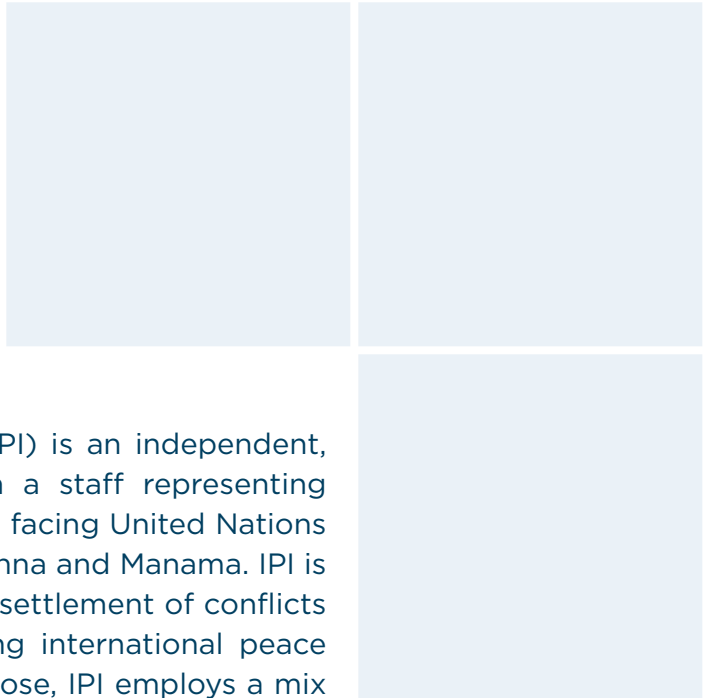 PI) is an independent,
a staff representing
facing United Nations
nna and Manama. IPI is
settlement of conflicts
ng international peace
ose, IPI employs a mix